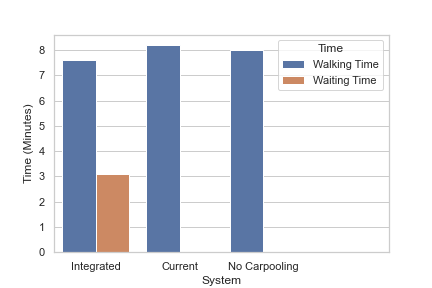 Time
Walking Time
Waiting Time
Time (Minutes)
8
7
6
5
4
3
2
1
0
Integrated Current No Carpooling
System